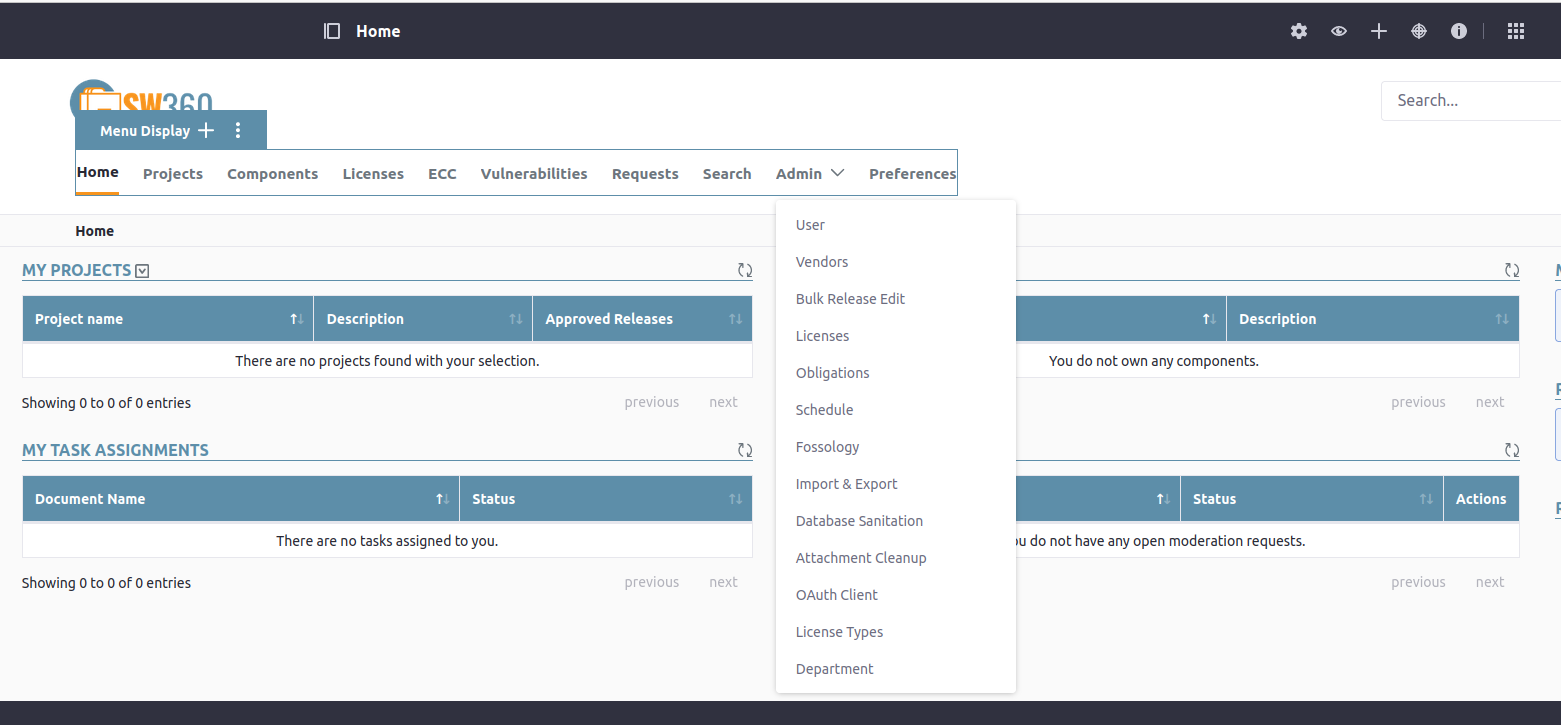 Home
SW360
Search...
Menu Display
Home Projects Components Licenses ECC Vulnerabilities Requests Search Admin Preferences
Home
User
Vendors
Bulk Release Edit
Licenses
Obligations
Schedule
Fossology
Import & Export
Database Sanitation
Attachment Cleanup
OAuth Client
License Types
Department
MY PROJECTS
Project name Description Approved Releases
There are no projects found with your selection.
Showing 0 to 0 of 0 entries previous next
Description
You do not own any components.
previous next
MY TASK ASSIGNMENTS
Document Name Status
There are no tasks assigned to you.
Showing 0 to 0 of 0 entries previous next
Status Actions
do not have any open moderation requests.
previous next